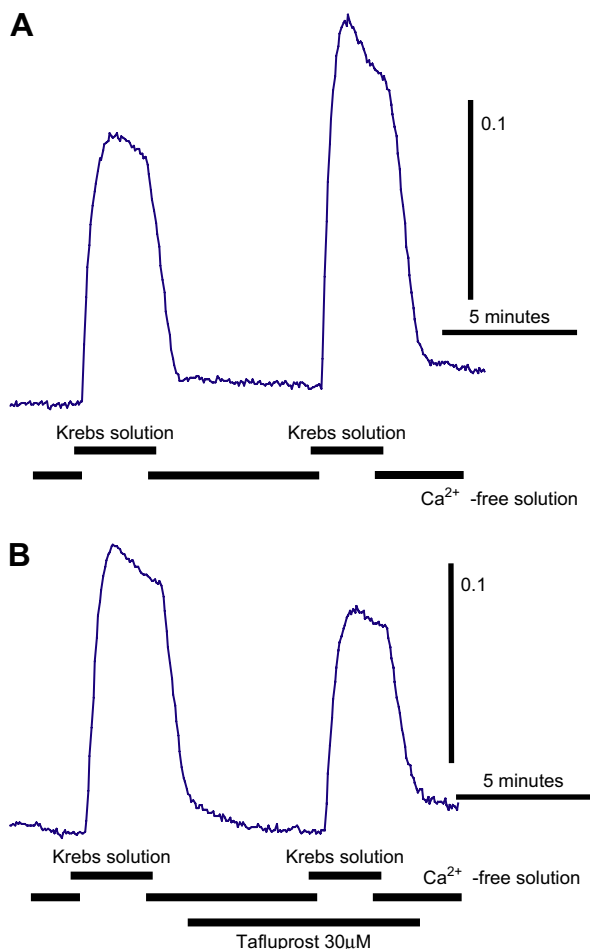 A
0.1
5 minutes
Krebs solution Krebs solution
Ca²⁺ -free solution
B
0.1
5 minutes
Krebs solution Krebs solution
Ca²⁺ -free solution
Tafluprost 30μM